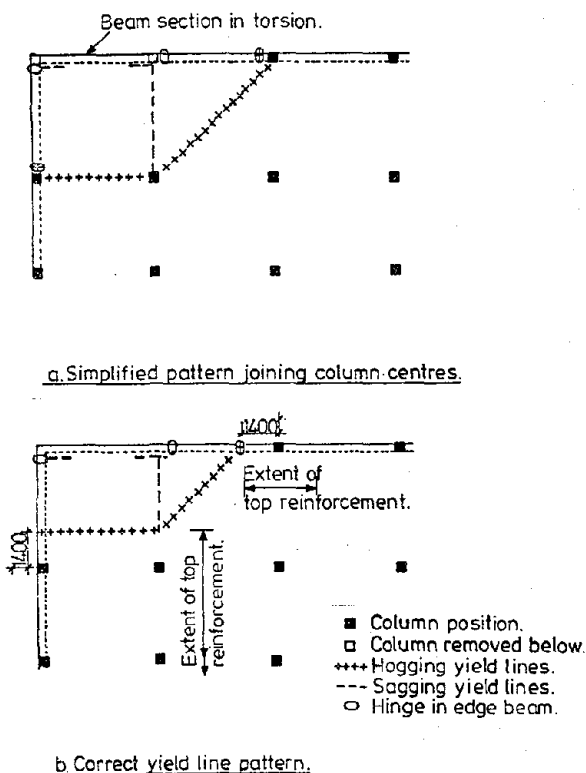 Beam section in torsion.
a. Simplified pattern joining column centres.
1400
Extent of
top reinforcement.
1400
Extent of top
reinforcement.
Column position.
Column removed below.
Hogging yield lines.
Sagging yield lines.
Hinge in edge beam.
b. Correct yield line pattern.